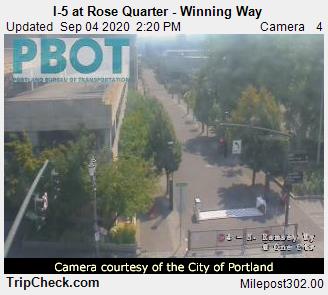 I-5 at Rose Quarter - Winning Way
Updated Sep 04 2020 2:20 PM Camera 4
PBOT
PORTLAND BUREAU OF TRANSPORTATION
Camera courtesy of the City of Portland
TripCheck.com Milepost302.00